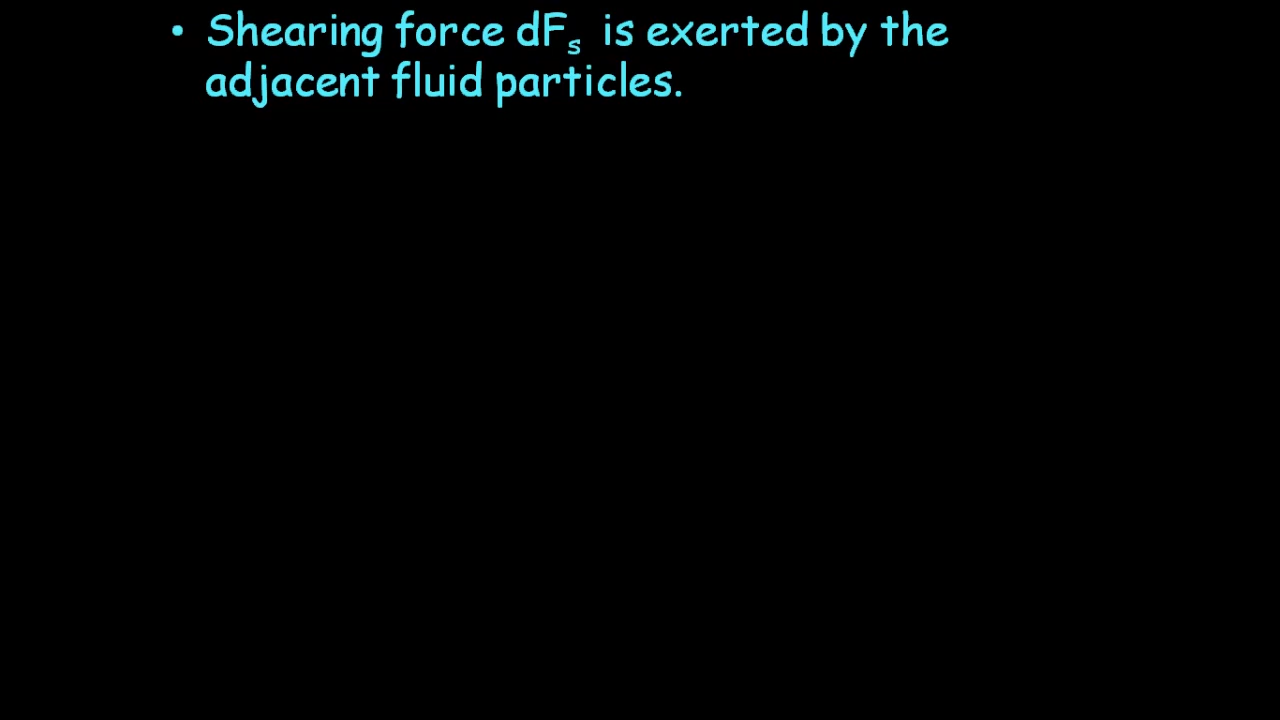 • Shearing force dFₛ is exerted by the
adjacent fluid particles.